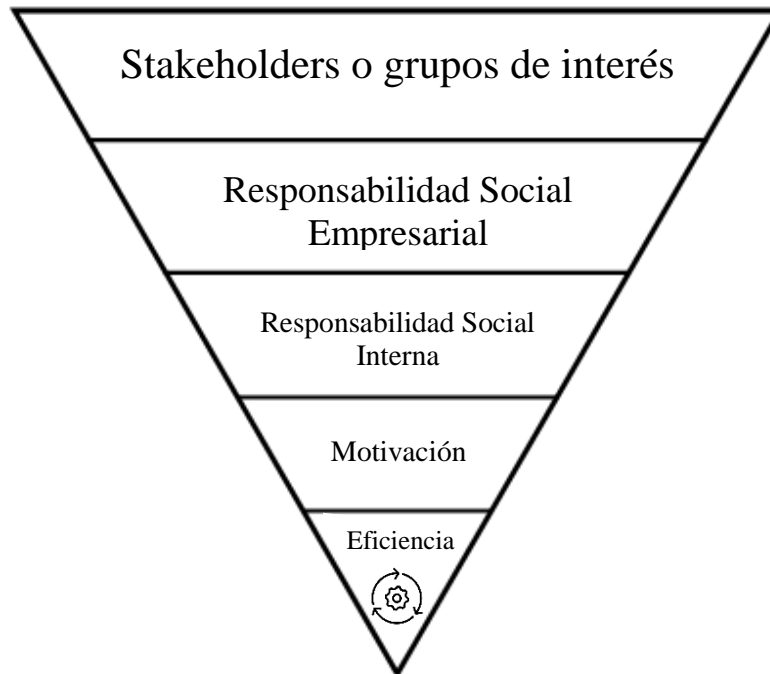 Stakeholders o grupos de interés
Responsabilidad Social
Empresarial
Responsabilidad Social
Interna
Motivación
Eficiencia